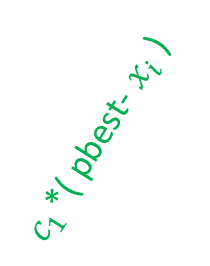 c₁ *( pbest- xᵢ )